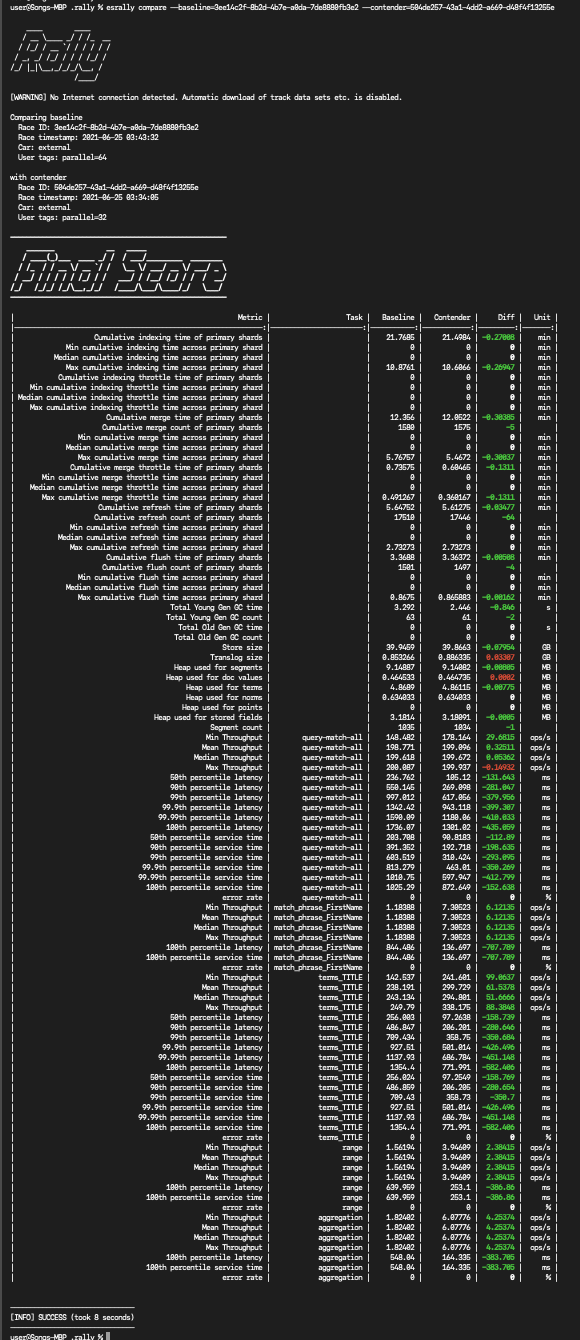 user@Songs-MBP .rally % esrally compare --baseline=3ee14c2f-8b2d-4b7e-a0da-7de8880fb3e2 --contender=504de257-43a1-4dd2-a669-d48f4f13255e
[WARNING] No Internet connection detected. Automatic download of track data sets etc. is disabled.
Comparing baseline
Race ID: 3ee14c2f-8b2d-4b7e-a0da-7de8880fb3e2
Race timestamp: 2021-06-25 03:43:32
Car: external
User tags: parallel=64
with contender
Race ID: 504de257-43a1-4dd2-a669-d48f4f13255e
Race timestamp: 2021-06-25 03:34:05
Car: external
User tags: parallel=32
Final Score
| Metric | Task | Baseline | Contender | Diff | Unit |
| Cumulative indexing time of primary shards | | 21.7685 | 21.4984 | -0.27008 | min |
| Min cumulative indexing time across primary shard | | 0 | 0 | 0 | min |
| Median cumulative indexing time across primary shard | | 0 | 0 | 0 | min |
| Max cumulative indexing time across primary shard | | 10.8761 | 10.6066 | -0.26947 | min |
| Cumulative indexing throttle time of primary shards | | 0 | 0 | 0 | min |
| Min cumulative indexing throttle time across primary shard | | 0 | 0 | 0 | min |
| Median cumulative indexing throttle time across primary shard | | 0 | 0 | 0 | min |
| Max cumulative indexing throttle time across primary shard | | 0 | 0 | 0 | min |
| Cumulative merge time of primary shards | | 12.356 | 12.0522 | -0.30385 | min |
| Cumulative merge count of primary shards | | 1580 | 1575 | -5 | |
| Min cumulative merge time across primary shard | | 0 | 0 | 0 | min |
| Median cumulative merge time across primary shard | | 0 | 0 | 0 | min |
| Max cumulative merge time across primary shard | | 5.76757 | 5.4672 | -0.30037 | min |
| Cumulative merge throttle time of primary shards | | 0.73575 | 0.60465 | -0.1311 | min |
| Min cumulative merge throttle time across primary shard | | 0 | 0 | 0 | min |
| Median cumulative merge throttle time across primary shard | | 0 | 0 | 0 | min |
| Max cumulative merge throttle time across primary shard | | 0.491267 | 0.360167 | -0.1311 | min |
| Cumulative refresh time of primary shards | | 5.64752 | 5.61275 | -0.03477 | min |
| Cumulative refresh count of primary shards | | 17510 | 17446 | -64 | |
| Min cumulative refresh time across primary shard | | 0 | 0 | 0 | min |
| Median cumulative refresh time across primary shard | | 0 | 0 | 0 | min |
| Max cumulative refresh time across primary shard | | 2.73273 | 2.73273 | 0 | min |
| Cumulative flush time of primary shards | | 3.3688 | 3.36372 | -0.00508 | min |
| Cumulative flush count of primary shards | | 1501 | 1497 | -4 | |
| Min cumulative flush time across primary shard | | 0 | 0 | 0 | min |
| Median cumulative flush time across primary shard | | 0 | 0 | 0 | min |
| Max cumulative flush time across primary shard | | 0.8675 | 0.865883 | -0.00162 | min |
| Total Young Gen GC time | | 3.292 | 2.446 | -0.846 | s |
| Total Young Gen GC count | | 63 | 61 | -2 | |
| Total Old Gen GC time | | 0 | 0 | 0 | s |
| Total Old Gen GC count | | 0 | 0 | 0 | |
| Store size | | 39.9459 | 39.8663 | -0.07954 | GB |
| Translog size | | 0.853266 | 0.886335 | 0.03307 | GB |
| Heap used for segments | | 9.14887 | 9.14082 | -0.00805 | MB |
| Heap used for doc values | | 0.464533 | 0.464735 | 0.0002 | MB |
| Heap used for terms | | 4.8689 | 4.86115 | -0.00775 | MB |
| Heap used for norms | | 0.634033 | 0.634033 | 0 | MB |
| Heap used for points | | 0 | 0 | 0 | MB |
| Heap used for stored fields | | 3.1814 | 3.18091 | -0.0005 | MB |
| Segment count | | 1035 | 1034 | -1 | |
| Min Throughput | query-match-all | 148.482 | 178.164 | 29.6815 | ops/s |
| Mean Throughput | query-match-all | 198.771 | 199.096 | 0.32511 | ops/s |
| Median Throughput | query-match-all | 199.618 | 199.672 | 0.05362 | ops/s |
| Max Throughput | query-match-all | 200.087 | 199.937 | -0.14932 | ops/s |
| 50th percentile latency | query-match-all | 236.762 | 105.12 | -131.643 | ms |
| 90th percentile latency | query-match-all | 550.145 | 269.098 | -281.047 | ms |
| 99th percentile latency | query-match-all | 997.012 | 617.056 | -379.956 | ms |
| 99.9th percentile latency | query-match-all | 1342.42 | 943.118 | -399.307 | ms |
| 99.99th percentile latency | query-match-all | 1590.09 | 1180.06 | -410.033 | ms |
| 100th percentile latency | query-match-all | 1736.07 | 1301.02 | -435.059 | ms |
| 50th percentile service time | query-match-all | 203.708 | 90.8183 | -112.89 | ms |
| 90th percentile service time | query-match-all | 391.352 | 192.718 | -198.635 | ms |
| 99th percentile service time | query-match-all | 603.519 | 310.424 | -293.095 | ms |
| 99.9th percentile service time | query-match-all | 813.279 | 463.01 | -350.269 | ms |
| 99.99th percentile service time | query-match-all | 1010.75 | 597.947 | -412.799 | ms |
| 100th percentile service time | query-match-all | 1025.29 | 872.649 | -152.638 | ms |
| error rate | query-match-all | 0 | 0 | 0 | % |
| Min Throughput | match_phrase_FirstName | 1.18388 | 7.30523 | 6.12135 | ops/s |
| Mean Throughput | match_phrase_FirstName | 1.18388 | 7.30523 | 6.12135 | ops/s |
| Median Throughput | match_phrase_FirstName | 1.18388 | 7.30523 | 6.12135 | ops/s |
| Max Throughput | match_phrase_FirstName | 1.18388 | 7.30523 | 6.12135 | ops/s |
| 100th percentile latency | match_phrase_FirstName | 844.486 | 136.697 | -707.789 | ms |
| 100th percentile service time | match_phrase_FirstName | 844.486 | 136.697 | -707.789 | ms |
| error rate | match_phrase_FirstName | 0 | 0 | 0 | % |
| Min Throughput | terms_TITLE | 142.537 | 241.601 | 99.0637 | ops/s |
| Mean Throughput | terms_TITLE | 238.191 | 299.729 | 61.5378 | ops/s |
| Median Throughput | terms_TITLE | 243.134 | 294.801 | 51.6666 | ops/s |
| Max Throughput | terms_TITLE | 249.79 | 338.175 | 88.3848 | ops/s |
| 50th percentile latency | terms_TITLE | 256.003 | 97.2638 | -158.739 | ms |
| 90th percentile latency | terms_TITLE | 486.847 | 206.201 | -280.646 | ms |
| 99th percentile latency | terms_TITLE | 709.434 | 358.75 | -350.684 | ms |
| 99.9th percentile latency | terms_TITLE | 927.51 | 501.014 | -426.496 | ms |
| 99.99th percentile latency | terms_TITLE | 1137.93 | 686.784 | -451.148 | ms |
| 100th percentile latency | terms_TITLE | 1354.4 | 771.991 | -582.406 | ms |
| 50th percentile service time | terms_TITLE | 256.024 | 97.2549 | -158.769 | ms |
| 90th percentile service time | terms_TITLE | 486.859 | 206.205 | -280.654 | ms |
| 99th percentile service time | terms_TITLE | 709.43 | 358.73 | -350.7 | ms |
| 99.9th percentile service time | terms_TITLE | 927.51 | 501.014 | -426.496 | ms |
| 99.99th percentile service time | terms_TITLE | 1137.93 | 686.784 | -451.148 | ms |
| 100th percentile service time | terms_TITLE | 1354.4 | 771.991 | -582.406 | ms |
| error rate | terms_TITLE | 0 | 0 | 0 | % |
| Min Throughput | range | 1.56194 | 3.94609 | 2.38415 | ops/s |
| Mean Throughput | range | 1.56194 | 3.94609 | 2.38415 | ops/s |
| Median Throughput | range | 1.56194 | 3.94609 | 2.38415 | ops/s |
| Max Throughput | range | 1.56194 | 3.94609 | 2.38415 | ops/s |
| 100th percentile latency | range | 639.959 | 253.1 | -386.86 | ms |
| 100th percentile service time | range | 639.959 | 253.1 | -386.86 | ms |
| error rate | range | 0 | 0 | 0 | % |
| Min Throughput | aggregation | 1.82402 | 6.07776 | 4.25374 | ops/s |
| Mean Throughput | aggregation | 1.82402 | 6.07776 | 4.25374 | ops/s |
| Median Throughput | aggregation | 1.82402 | 6.07776 | 4.25374 | ops/s |
| Max Throughput | aggregation | 1.82402 | 6.07776 | 4.25374 | ops/s |
| 100th percentile latency | aggregation | 548.04 | 164.335 | -383.705 | ms |
| 100th percentile service time | aggregation | 548.04 | 164.335 | -383.705 | ms |
| error rate | aggregation | 0 | 0 | 0 | % |
[INFO] SUCCESS (took 8 seconds)
user@Songs-MBP .rally %